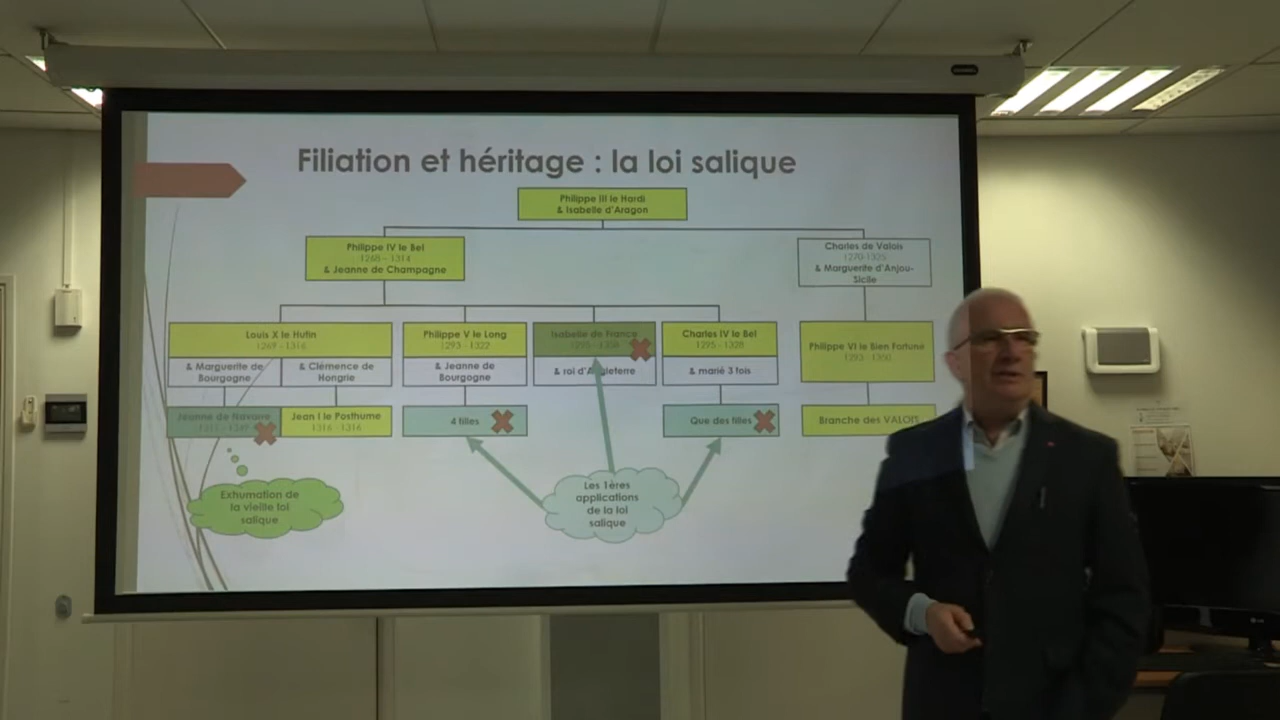 Filiation et héritage : la loi salique
Philippe III le Hardi
& Isabelle d'Aragon
Philippe IV le Bel
1268 - 1314
& Jeanne de Champagne
Charles de Valois
1270-1325
& Marguerite d'Anjou-
Sicile
Louis X le Hutin
& Marguerite de
Bourgogne
& Clémence de
Hongrie
Philippe V le Long
1293 - 1322
& Jeanne de
Bourgogne
Isabelle de France
& roi d'Angleterre
Charles IV le Bel
1295 - 1328
& marié 3 fois
Philippe VI le Bien Fortuné
1293 - 1350
Jeanne de Navarre
Jean I le Posthume
1316 - 1316
4 filles
Que des filles
Branche des VALOIS
Exhumation de
la vieille loi
salique
Les 1ères
applications
de la loi
salique
LG